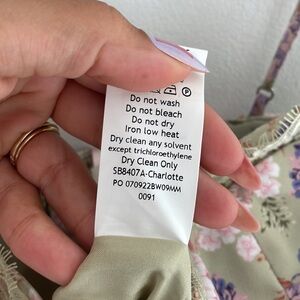 Do not wash
Do not bleach
Do not dry
Iron low heat
Dry clean any solvent
except trichloroethylene
Dry Clean Only
SB8407A-Charlotte
PO 070922BW09MM
0091